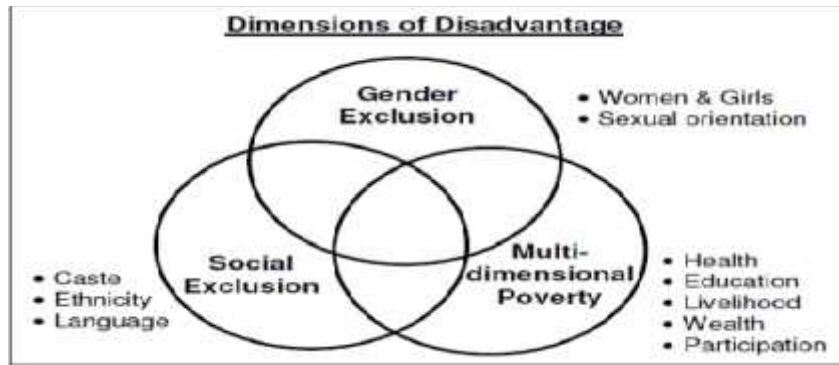 Dimensions of Disadvantage
Gender
Exclusion
• Women & Girls
• Sexual orientation
Social
Exclusion
• Caste
• Ethnicity
• Language
Multi-
dimensional
Poverty
• Health
• Education
• Livelihood
• Wealth
• Participation